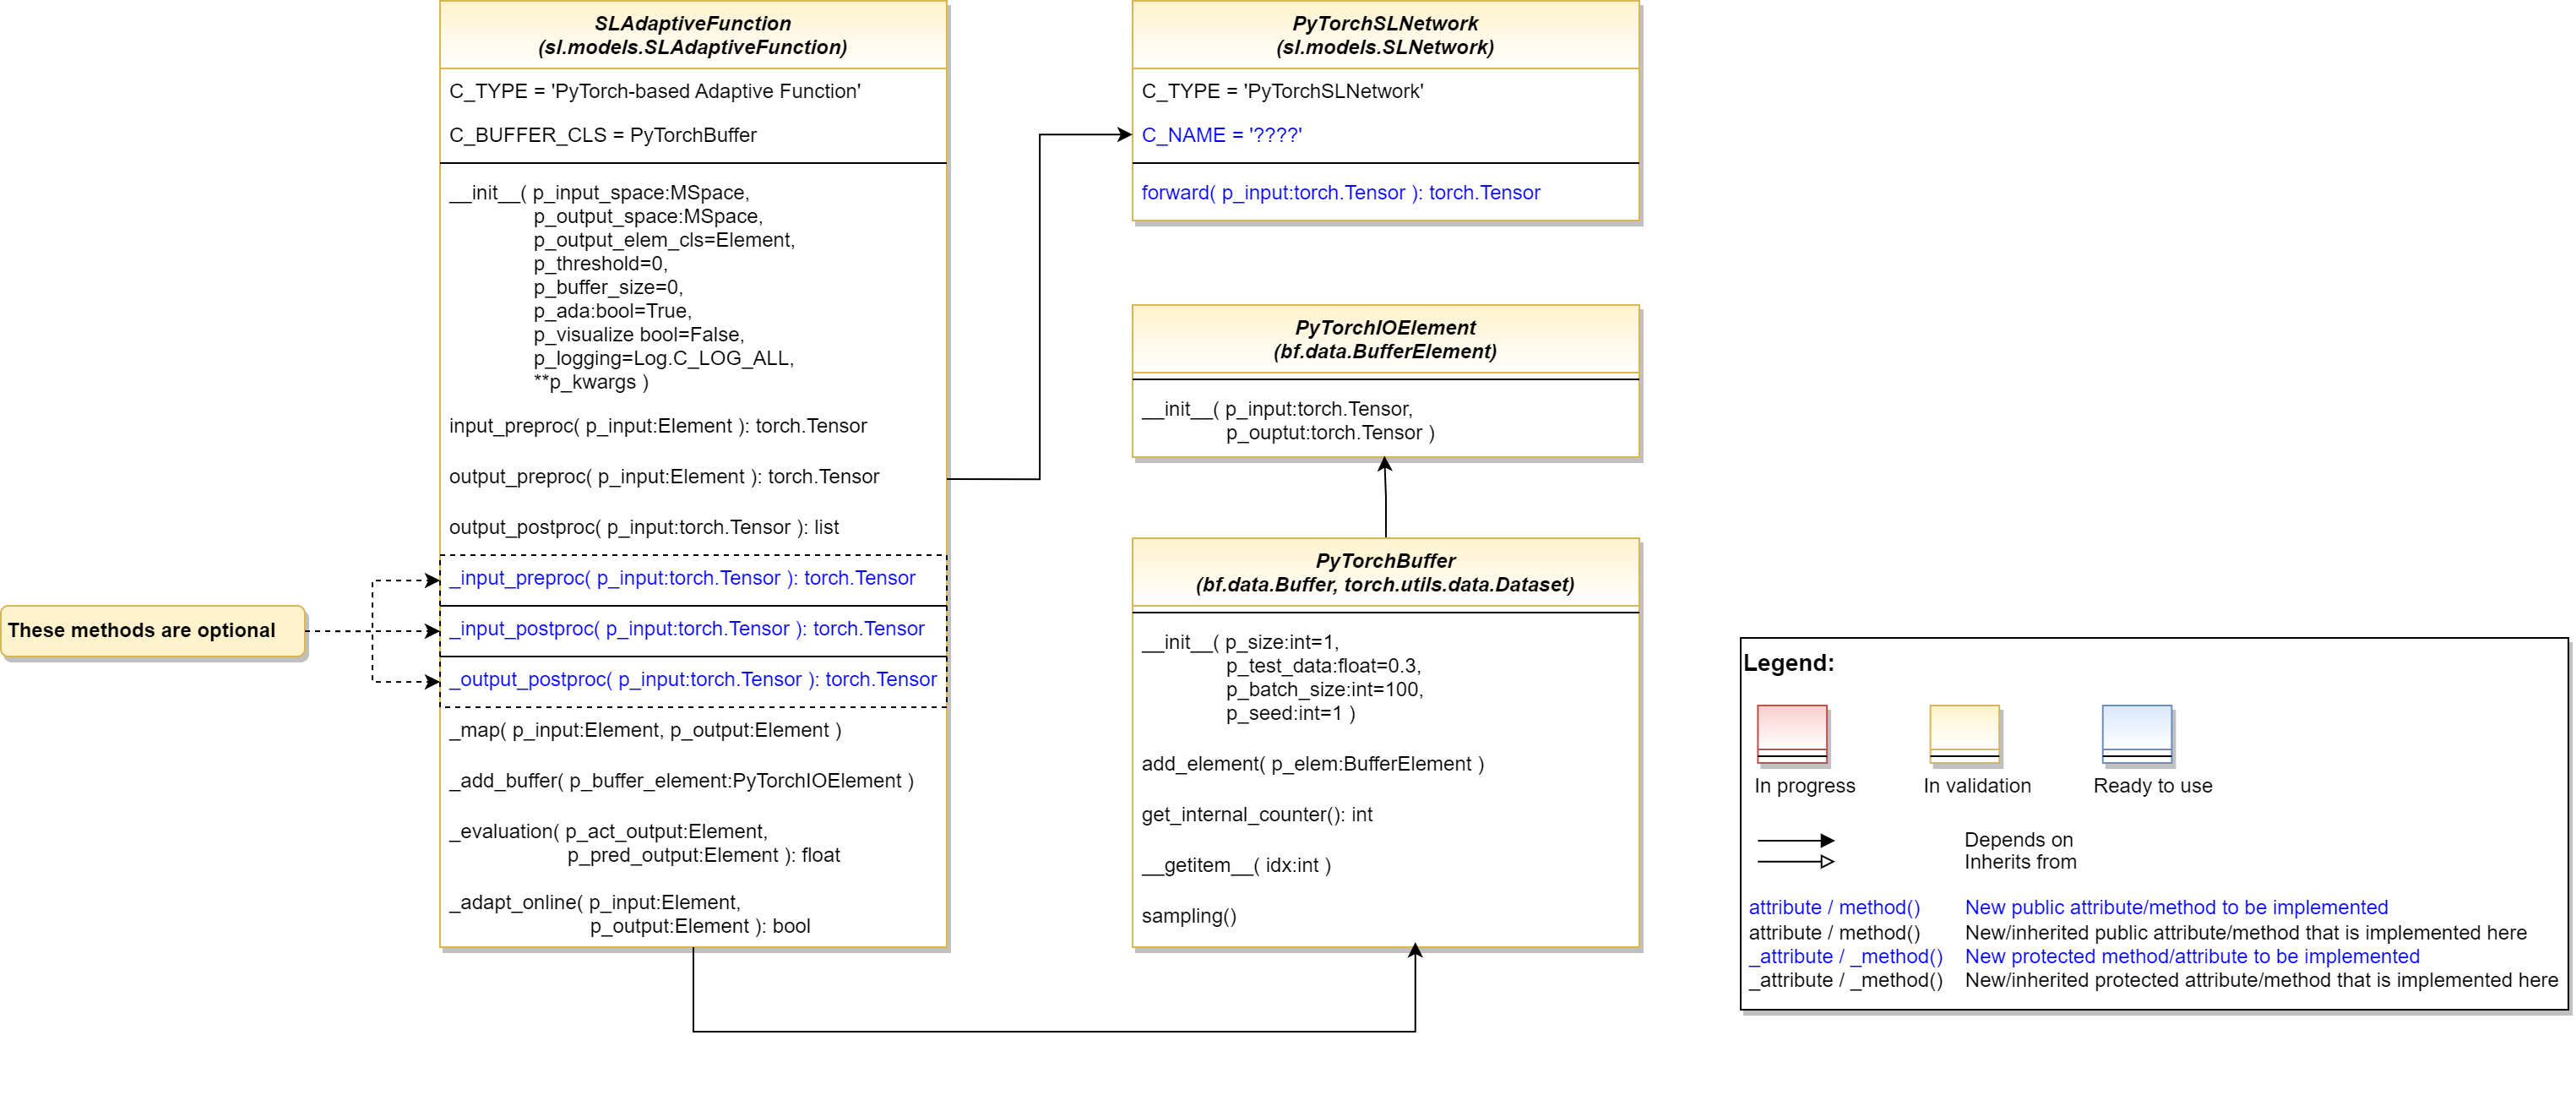 SLAdaptiveFunction
(sl.models.SLAdaptiveFunction)
C_TYPE = 'PyTorch-based Adaptive Function'
C_BUFFER_CLS = PyTorchBuffer
__init__( p_input_space:MSpace,
p_output_space:MSpace,
p_output_elem_cls=Element,
p_threshold=0,
p_buffer_size=0,
p_ada:bool=True,
p_visualize bool=False,
p_logging=Log.C_LOG_ALL,
**p_kwargs )
input_preproc( p_input:Element ): torch.Tensor
output_preproc( p_input:Element ): torch.Tensor
output_postproc( p_input:torch.Tensor ): list
_input_preproc( p_input:torch.Tensor ): torch.Tensor
_input_postproc( p_input:torch.Tensor ): torch.Tensor
_output_postproc( p_input:torch.Tensor ): torch.Tensor
_map( p_input:Element, p_output:Element )
_add_buffer( p_buffer_element:PyTorchIOElement )
_evaluation( p_act_output:Element,
p_pred_output:Element ): float
_adapt_online( p_input:Element,
p_output:Element ): bool
These methods are optional
PyTorchSLNetwork
(sl.models.SLNetwork)
C_TYPE = 'PyTorchSLNetwork'
C_NAME = '????'
forward( p_input:torch.Tensor ): torch.Tensor
PyTorchIOElement
(bf.data.BufferElement)
__init__( p_input:torch.Tensor,
p_ouptut:torch.Tensor )
PyTorchBuffer
(bf.data.Buffer, torch.utils.data.Dataset)
__init__( p_size:int=1,
p_test_data:float=0.3,
p_batch_size:int=100,
p_seed:int=1 )
add_element( p_elem:BufferElement )
get_internal_counter(): int
__getitem__( idx:int )
sampling()
Legend:
In progress
In validation
Ready to use
Depends on
Inherits from
attribute / method() New public attribute/method to be implemented
attribute / method() New/inherited public attribute/method that is implemented here
_attribute / _method() New protected method/attribute to be implemented
_attribute / _method() New/inherited protected attribute/method that is implemented here